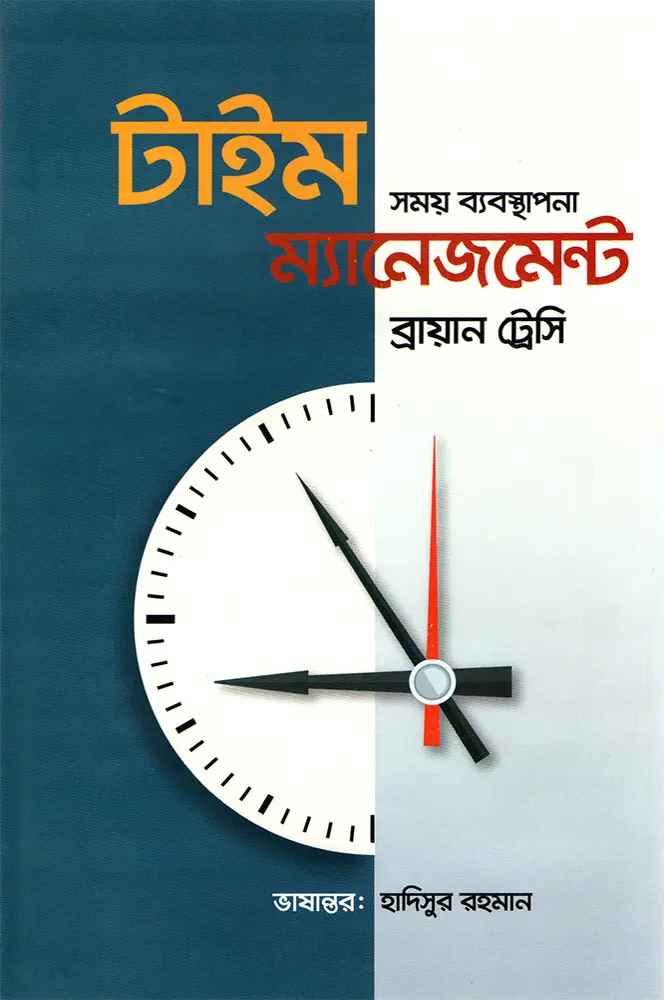 টাইম
সময় ব্যবস্থাপনা
ম্যানেজমেন্ট
ব্রায়ান ট্রেসি
ভাষান্তর: হাদিসুর রহমান